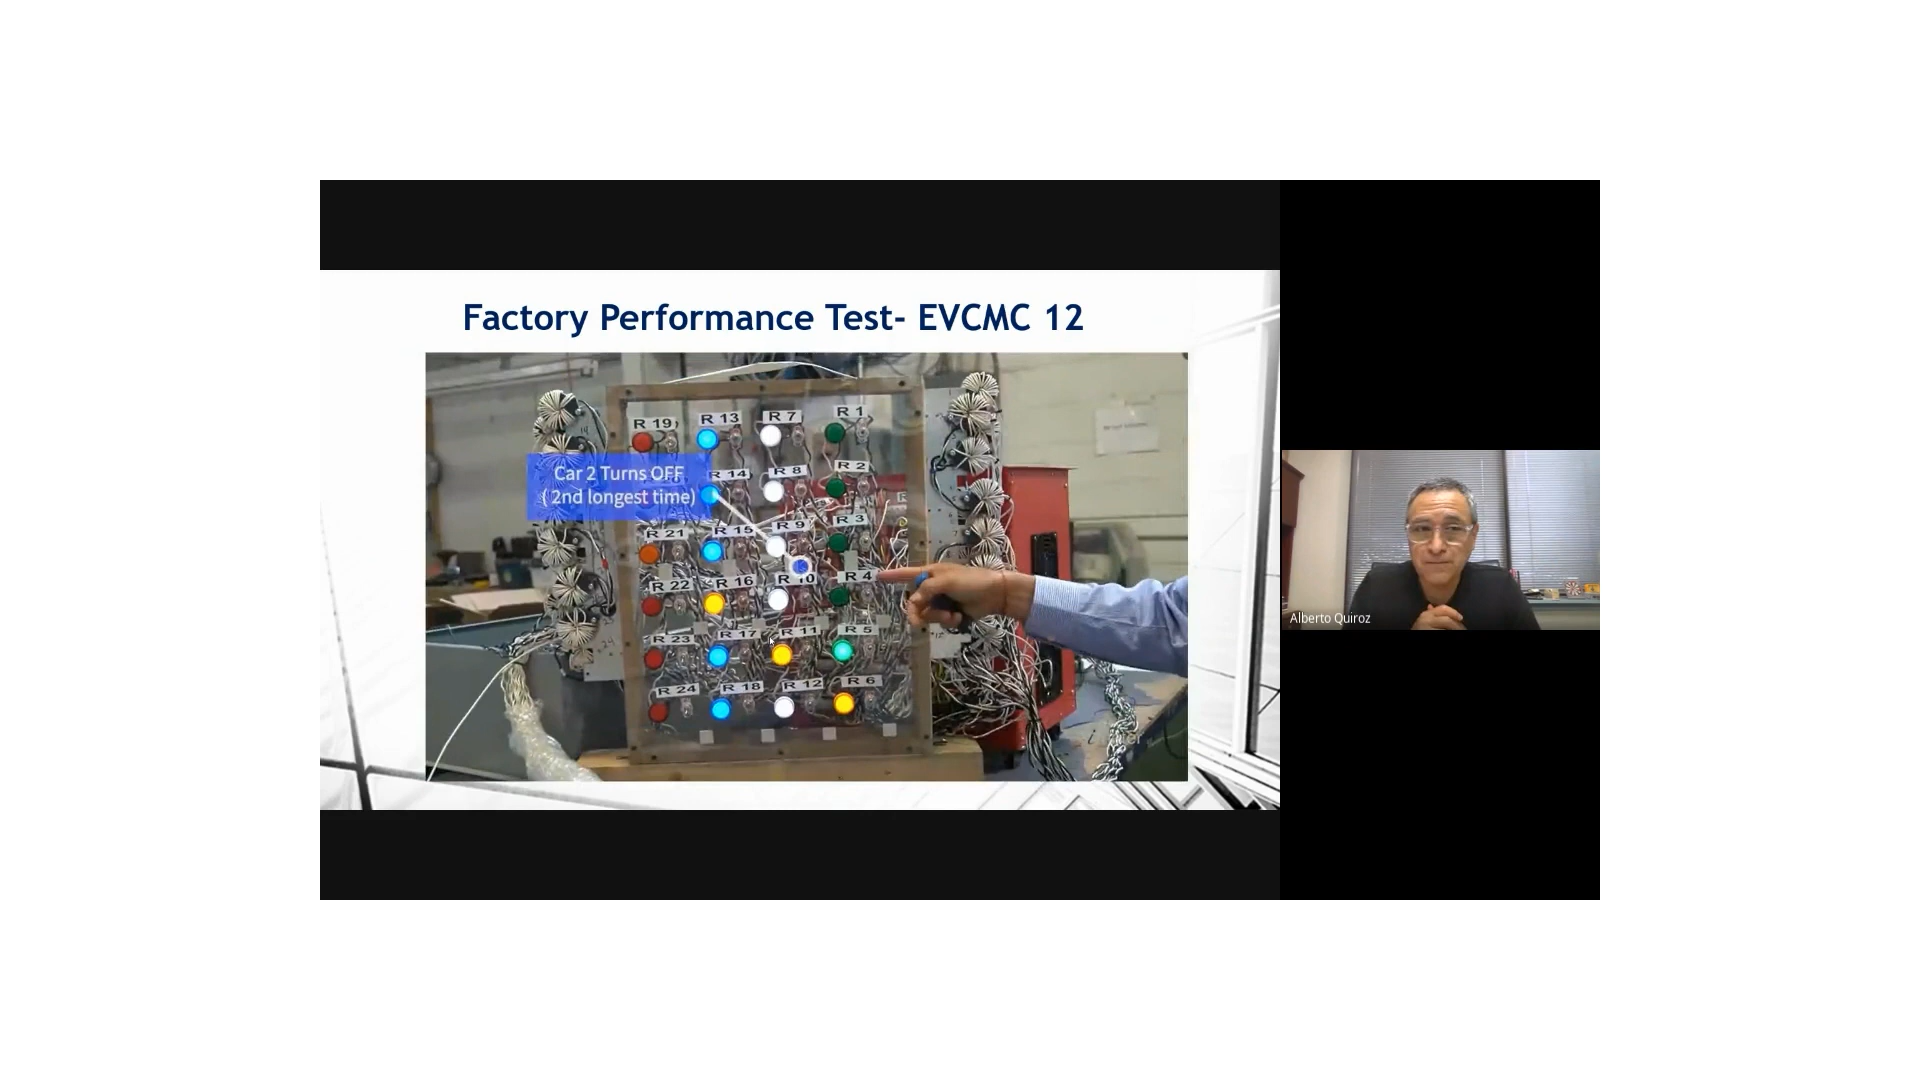 Factory Performance Test- EVCMC 12
R 19
R 13
R 7
R 1
Car 2 Turns OFF
( 2nd longest time)
R 14
R 8
R 2
R 21
R 15
R 9
R 3
R 22
R 16
R 10
R 4
R 23
R 17
R 11
R 5
R 24
R 18
R 12
R 6
Alberto Quiroz